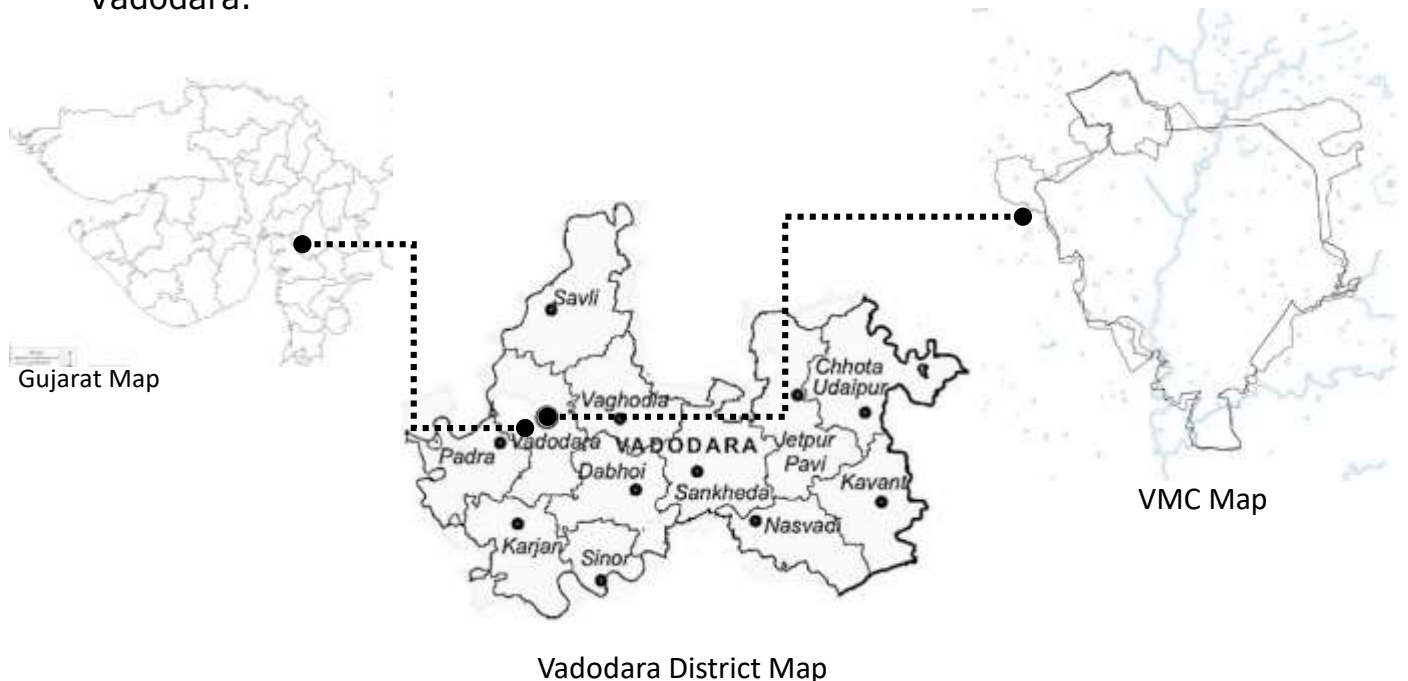 Vadodara.
Gujarat Map
Savli
Chhota
Udaipur
Vaghodia
Vadodara
VADODARA
Jetpur
Pavi
Padra
Dabhoi
Sankheda
Kavant
Nasvadi
Karjan
Sinor
VMC Map
Vadodara District Map